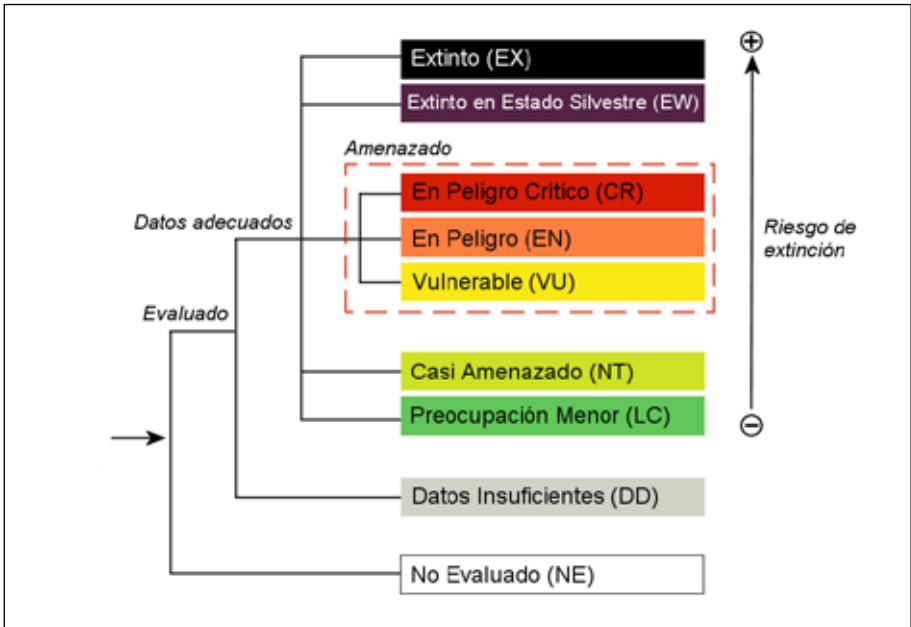 Extinto (EX)
Extinto en Estado Silvestre (EW)
Amenazado
En Peligro Crítico (CR)
Datos adecuados
En Peligro (EN)
Riesgo de
extinción
Vulnerable (VU)
Evaluado
Casi Amenazado (NT)
Preocupación Menor (LC)
Datos Insuficientes (DD)
No Evaluado (NE)